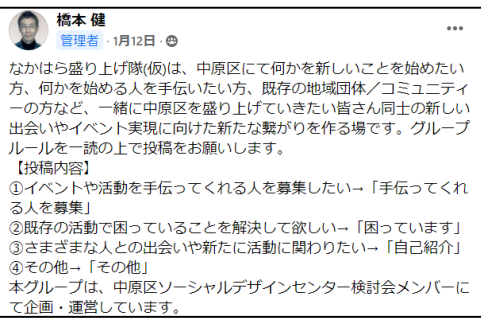 橋本 健
管理者 · 1月12日 ·
なかはら盛り上げ隊(仮)は、中原区にて何かを新しいことを始めたい
方、何かを始める人を手伝いたい方、既存の地域団体／コミュニティ
ーの方など、一緒に中原区を盛り上げていきたい皆さん同士の新しい
出会いやイベント実現に向けた新たな繋がりを作る場です。グループ
ルールを一読の上で投稿をお願いします。
【投稿内容】
①イベントや活動を手伝ってくれる人を募集したい→「手伝ってくれ
る人を募集」
②既存の活動で困っていることを解決して欲しい→「困っています」
③さまざまな人との出会いや新たに活動に関わりたい→「自己紹介」
④その他→「その他」
本グループは、中原区ソーシャルデザインセンター検討会メンバーに
て企画・運営しています。